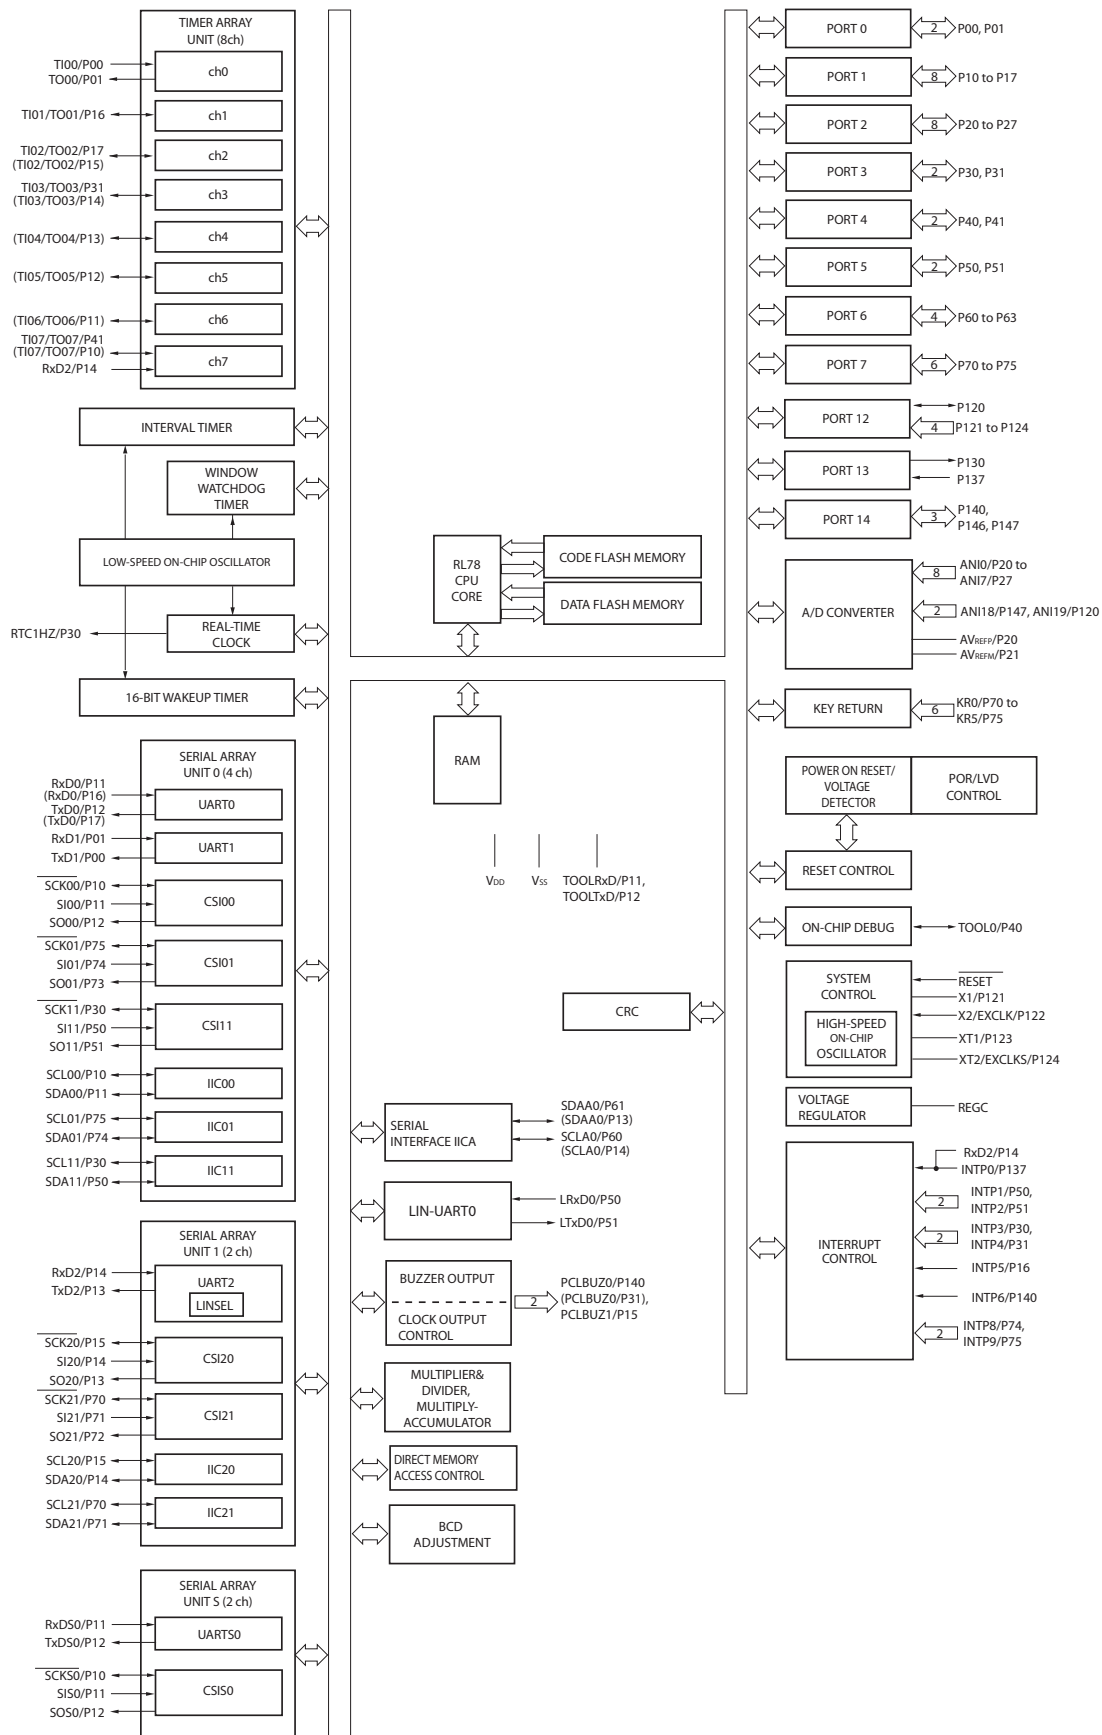 TIMER ARRAY
UNIT (8ch)
TI00/P00
TO00/P01
ch0
TI01/TO01/P16
ch1
TI02/TO02/P17
(TI02/TO02/P15)
ch2
TI03/TO03/P31
(TI03/TO03/P14)
ch3
(TI04/TO04/P13)
ch4
(TI05/TO05/P12)
ch5
(TI06/TO06/P11)
ch6
TI07/TO07/P41
(TI07/TO07/P10)
RxD2/P14
ch7
INTERVAL TIMER
WINDOW
WATCHDOG
TIMER
LOW-SPEED ON-CHIP OSCILLATOR
RTC1HZ/P30
REAL-TIME
CLOCK
16-BIT WAKEUP TIMER
SERIAL ARRAY
UNIT 0 (4 ch)
RxD0/P11
(RxD0/P16)
TxD0/P12
(TxD0/P17)
UART0
RxD1/P01
TxD1/P00
UART1
SCK00/P10
SI00/P11
SO00/P12
CSI00
SCK01/P75
SI01/P74
SO01/P73
CSI01
SCK11/P30
SI11/P50
SO11/P51
CSI11
SCL00/P10
SDA00/P11
IIC00
SCL01/P75
SDA01/P74
IIC01
SCL11/P30
SDA11/P50
IIC11
SERIAL ARRAY
UNIT 1 (2 ch)
RxD2/P14
TxD2/P13
UART2
LINSEL
SCK20/P15
SI20/P14
SO20/P13
CSI20
SCK21/P70
SI21/P71
SO21/P72
CSI21
SCL20/P15
SDA20/P14
IIC20
SCL21/P70
SDA21/P71
IIC21
SERIAL ARRAY
UNIT S (2 ch)
RxDS0/P11
TxDS0/P12
UARTS0
SCKS0/P10
SIS0/P11
SOS0/P12
CSIS0
RL78
CPU
CORE
CODE FLASH MEMORY
DATA FLASH MEMORY
RAM
VDD
VSS
TOOLRxD/P11,
TOOLTxD/P12
CRC
SERIAL
INTERFACE IICA
SDAA0/P61
(SDAA0/P13)
SCLA0/P60
(SCLA0/P14)
LIN-UART0
LRxD0/P50
LTxD0/P51
BUZZER OUTPUT
CLOCK OUTPUT
CONTROL
2
PCLBUZ0/P140
(PCLBUZ0/P31),
PCLBUZ1/P15
MULTIPLIER&
DIVIDER,
MULITIPLY-
ACCUMULATOR
DIRECT MEMORY
ACCESS CONTROL
BCD
ADJUSTMENT
PORT 0
2
P00, P01
PORT 1
8
P10 to P17
PORT 2
8
P20 to P27
PORT 3
2
P30, P31
PORT 4
2
P40, P41
PORT 5
2
P50, P51
PORT 6
4
P60 to P63
PORT 7
6
P70 to P75
PORT 12
P120
4
P121 to P124
PORT 13
P130
P137
PORT 14
3
P140,
P146, P147
A/D CONVERTER
8
ANI0/P20 to
ANI7/P27
2
ANI18/P147, ANI19/P120
AVREFP/P20
AVREFM/P21
KEY RETURN
6
KR0/P70 to
KR5/P75
POWER ON RESET/
VOLTAGE
DETECTOR
POR/LVD
CONTROL
RESET CONTROL
ON-CHIP DEBUG
TOOL0/P40
SYSTEM
CONTROL
HIGH-SPEED
ON-CHIP
OSCILLATOR
RESET
X1/P121
X2/EXCLK/P122
XT1/P123
XT2/EXCLKS/P124
VOLTAGE
REGULATOR
REGC
INTERRUPT
CONTROL
RxD2/P14
INTP0/P137
2
INTP1/P50,
INTP2/P51
2
INTP3/P30,
INTP4/P31
INTP5/P16
INTP6/P140
2
INTP8/P74,
INTP9/P75